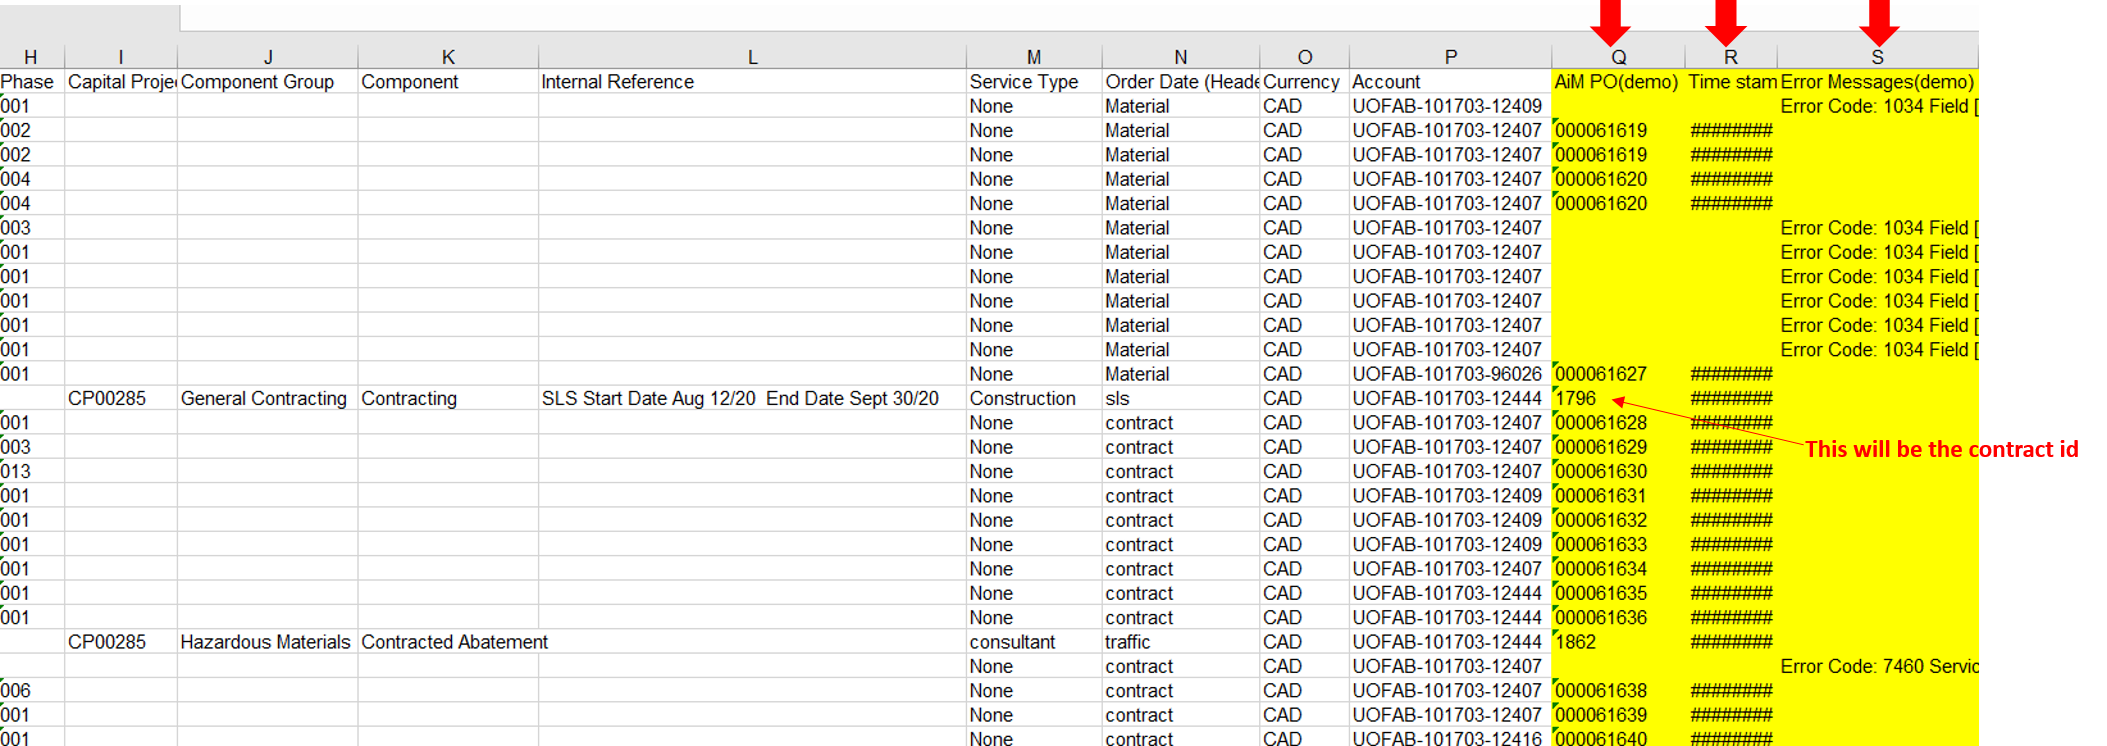 H I J K L M N O P Q R S
Phase Capital Projec Component Group Component Internal Reference Service Type Order Date (Heade Currency Account AiM PO(demo) Time stam Error Messages(demo)
001 None Material CAD UOFAB-101703-12409 Error Code: 1034 Field [
002 None Material CAD UOFAB-101703-12407 000061619 ########
002 None Material CAD UOFAB-101703-12407 000061619 ########
004 None Material CAD UOFAB-101703-12407 000061620 ########
004 None Material CAD UOFAB-101703-12407 000061620 ########
003 None Material CAD UOFAB-101703-12407 Error Code: 1034 Field [
001 None Material CAD UOFAB-101703-12407 Error Code: 1034 Field [
001 None Material CAD UOFAB-101703-12407 Error Code: 1034 Field [
001 None Material CAD UOFAB-101703-12407 Error Code: 1034 Field [
001 None Material CAD UOFAB-101703-12407 Error Code: 1034 Field [
001 None Material CAD UOFAB-101703-12407 Error Code: 1034 Field [
001 None Material CAD UOFAB-101703-96026 000061627 ########
CP00285 General Contracting Contracting SLS Start Date Aug 12/20 End Date Sept 30/20 Construction sls CAD UOFAB-101703-12444 1796 ########
001 None contract CAD UOFAB-101703-12407 000061628 ########
003 None contract CAD UOFAB-101703-12407 000061629 ########
This will be the contract id
013 None contract CAD UOFAB-101703-12407 000061630 ########
001 None contract CAD UOFAB-101703-12409 000061631 ########
001 None contract CAD UOFAB-101703-12409 000061632 ########
001 None contract CAD UOFAB-101703-12409 000061633 ########
001 None contract CAD UOFAB-101703-12407 000061634 ########
001 None contract CAD UOFAB-101703-12444 000061635 ########
001 None contract CAD UOFAB-101703-12444 000061636 ########
CP00285 Hazardous Materials Contracted Abatement consultant traffic CAD UOFAB-101703-12444 1862 ########
None contract CAD UOFAB-101703-12407 Error Code: 7460 Servic
006 None contract CAD UOFAB-101703-12407 000061638 ########
001 None contract CAD UOFAB-101703-12407 000061639 ########
001 None contract CAD UOFAB-101703-12416 000061640 ########